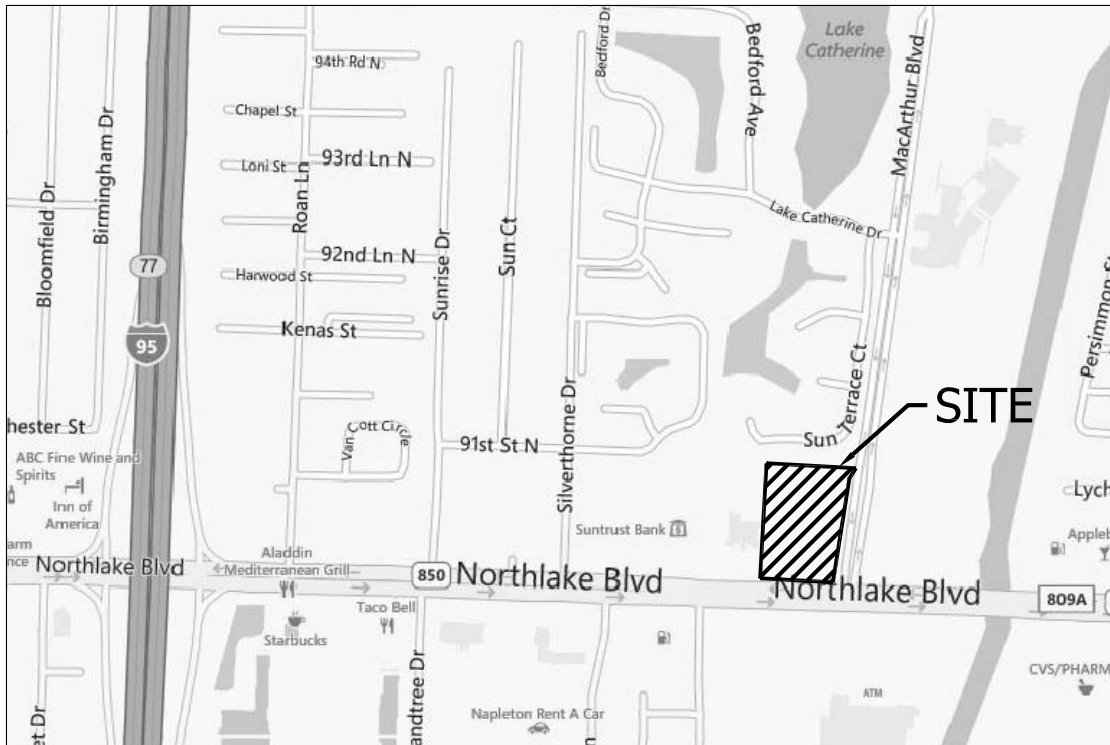 Lake
Catherine
Bedford Dr
Bedford Ave
MacArthur Blvd
94th Rd N
Chapel St
Birmingham Dr
Bloomfield Dr
Loni St
93rd Ln N
Roan Ln
Lake Catherine Dr
Sun Ct
Sunrise Dr
92nd Ln N
77
Harwood St
Persimmon St
Kenas St
95
Sun Terrace Ct
SITE
Silverthorne Dr
hester St
Van Cott Circle
91st St N
ABC Fine Wine and
Spirits
Inn of
America
Lych
Suntrust Bank
$
arm
nce
Appleb
Aladdin
Mediterranean Grill
Northlake Blvd
850
Northlake Blvd
Northlake Blvd
809A
Taco Bell
Starbucks
andtree Dr
CVS/PHARM
ATM
Napleton Rent A Car
et Dr
n